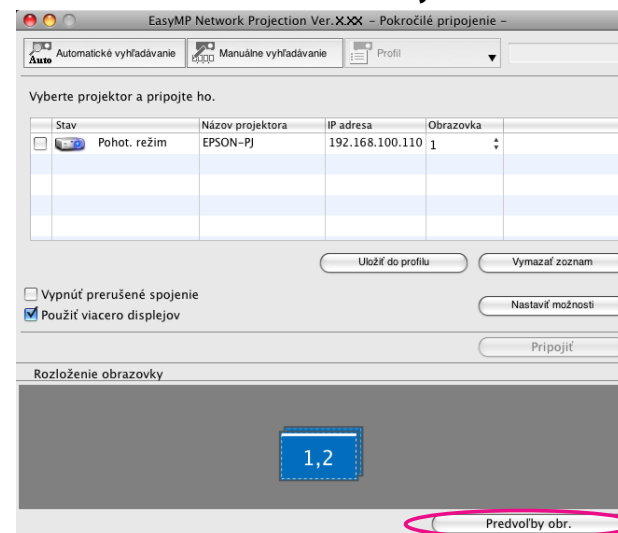 EasyMP Network Projection Ver.X.XX – Pokročilé pripojenie –
Auto Automatické vyhľadávanie Manuálne vyhľadávanie Profil
Vyberte projektor a pripojte ho.
Stav Názov projektora IP adresa Obrazovka
Pohot. režim EPSON-PJ 192.168.100.110 1
Uložiť do profilu Vymazať zoznam
Vypnúť prerušené spojenie
Nastaviť možnosti
Použiť viacero displejov
Pripojiť
Rozloženie obrazovky
1,2
Predvoľby obr.